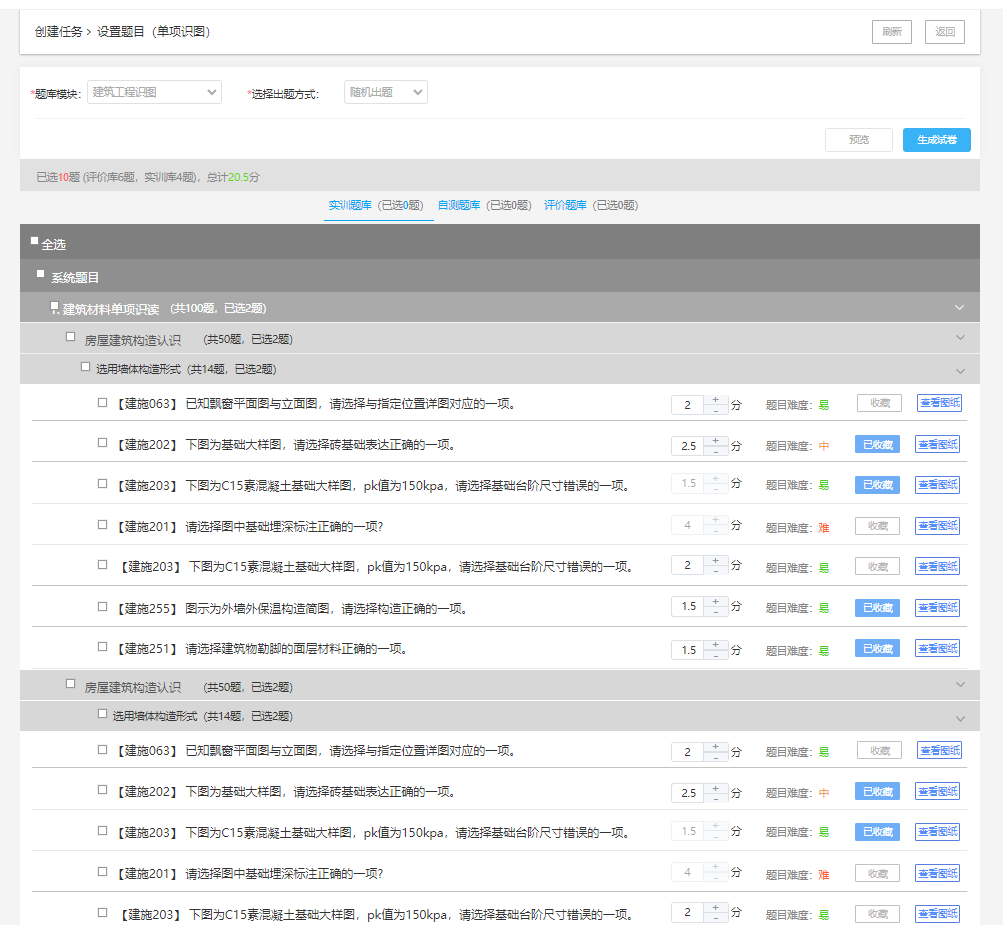 创建任务 > 设置题目（单项识图） 刷新 返回
*题库模块： 建筑工程识图 *选择出题方式： 随机出题
预览 生成试卷
已选10题 (评价库6题，实训库4题)，总计20.5分
实训题库（已选0题） 自测题库（已选0题） 评价题库（已选0题）
全选
系统题目
建筑材料单项识读 （共100题，已选2题）
房屋建筑构造认识 （共50题，已选2题）
选用墙体构造形式（共14题，已选2题）
【建施063】已知飘窗平面图与立面图，请选择与指定位置详图对应的一项。 2 + - 分 题目难度：易 收藏 查看图纸
【建施202】下图为基础大样图，请选择砖基础表达正确的一项。 2.5 + - 分 题目难度：中 已收藏 查看图纸
【建施203】下图为C15素混凝土基础大样图，pk值为150kpa，请选择基础台阶尺寸错误的一项。 1.5 + - 分 题目难度：易 已收藏 查看图纸
【建施201】请选择图中基础埋深标注正确的一项? 4 + - 分 题目难度：难 收藏 查看图纸
【建施203】下图为C15素混凝土基础大样图，pk值为150kpa，请选择基础台阶尺寸错误的一项。 2 + - 分 题目难度：易 收藏 查看图纸
【建施255】图示为外墙外保温构造简图，请选择构造正确的一项。 1.5 + - 分 题目难度：易 已收藏 查看图纸
【建施251】请选择建筑物勒脚的面层材料正确的一项。 1.5 + - 分 题目难度：易 已收藏 查看图纸
房屋建筑构造认识 （共50题，已选2题）
选用墙体构造形式（共14题，已选2题）
【建施063】已知飘窗平面图与立面图，请选择与指定位置详图对应的一项。 2 + - 分 题目难度：易 收藏 查看图纸
【建施202】下图为基础大样图，请选择砖基础表达正确的一项。 2.5 + - 分 题目难度：中 已收藏 查看图纸
【建施203】下图为C15素混凝土基础大样图，pk值为150kpa，请选择基础台阶尺寸错误的一项。 1.5 + - 分 题目难度：易 已收藏 查看图纸
【建施201】请选择图中基础埋深标注正确的一项? 4 + - 分 题目难度：难 收藏 查看图纸
【建施203】下图为C15素混凝土基础大样图，pk值为150kpa，请选择基础台阶尺寸错误的一项。 2 + - 分 题目难度：易 收藏 查看图纸